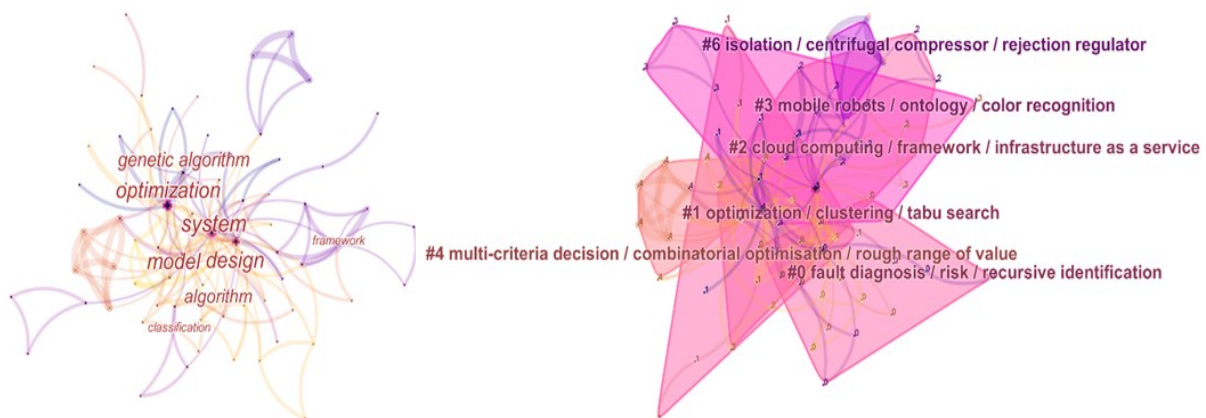 genetic algorithm
optimization
system
framework
model design
algorithm
classification
#6 isolation / centrifugal compressor / rejection regulator
#3 mobile robots / ontology / color recognition
#2 cloud computing / framework / infrastructure as a service
#1 optimization / clustering / tabu search
#4 multi-criteria decision / combinatorial optimisation / rough range of value
#0 fault diagnosis / risk / recursive identification